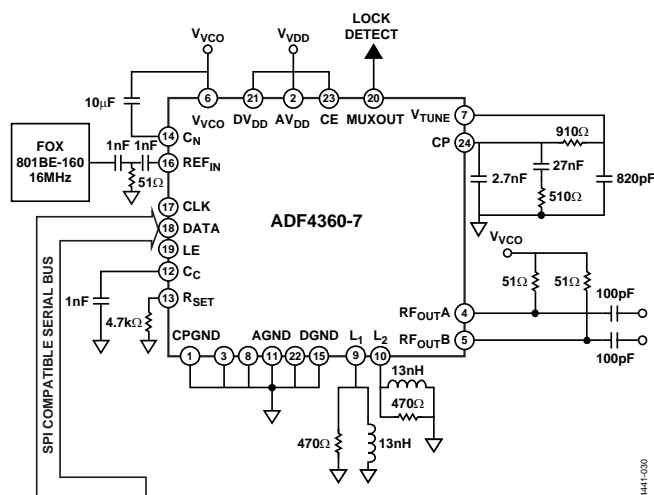 LOCK
DETECT
VVCO
VVDD
10µF
6
21
2
23
20
VVCO
DVDD
AVDD
CE
MUXOUT
VTUNE
7
14
CN
CP
24
910Ω
FOX
801BE-160
16MHz
1nF
1nF
16
REFIN
51Ω
27nF
2.7nF
820pF
510Ω
17
CLK
18
DATA
ADF4360-7
19
LE
VVCO
12
CC
51Ω
51Ω
1nF
13
RSET
100pF
4.7kΩ
RFOUTA
4
RFOUTB
5
100pF
CPGND
AGND
DGND
L1
L2
1
3
8
11
22
15
9
10
13nH
470Ω
470Ω
13nH
SPI COMPATIBLE SERIAL BUS
4441-030